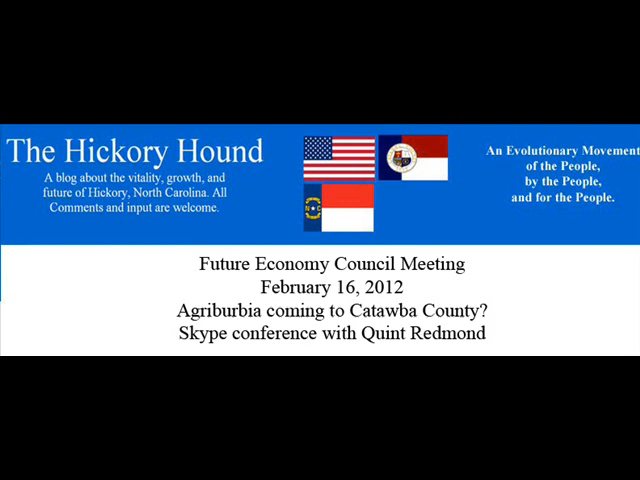 The Hickory Hound
A blog about the vitality, growth, and
future of Hickory, North Carolina. All
Comments and input are welcome.
An Evolutionary Movement
of the People,
by the People,
and for the People.
N C
Future Economy Council Meeting
February 16, 2012
Agriburbia coming to Catawba County?
Skype conference with Quint Redmond